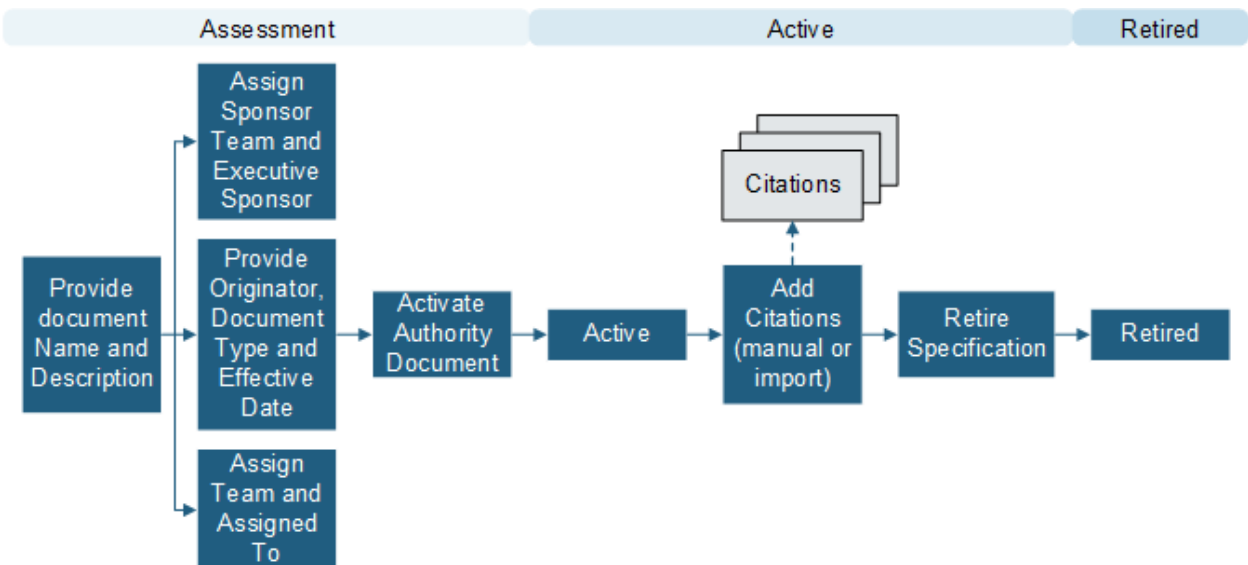 Assessment
Active
Retired
Assign
Sponsor
Team and
Executive
Sponsor
Provide
document
Name and
Description
Provide
Originator,
Document
Type and
Effective
Date
Assign
Team and
Assigned
To
Activate
Authority
Document
Active
Citations
Add
Citations
(manual or
import)
Retire
Specification
Retired